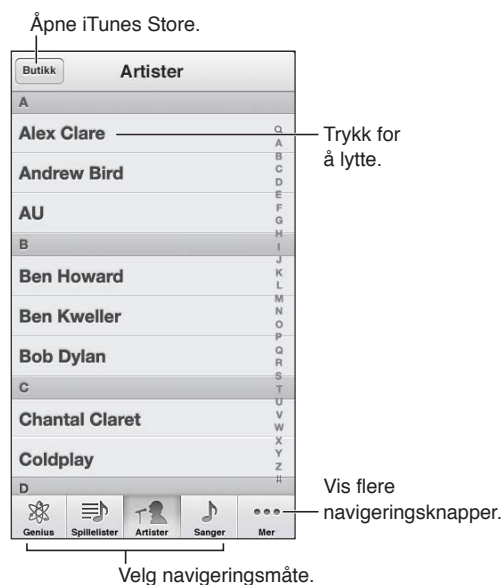 Åpne iTunes Store.
Butikk Artister
A
Alex Clare
Trykk for
å lytte.
Andrew Bird
AU
B
Ben Howard
Ben Kweller
Bob Dylan
C
Chantal Claret
Coldplay
D
A
B
C
D
E
F
G
H
I
J
K
L
M
N
O
P
Q
R
S
T
U
V
W
X
Y
Z
#
Vis flere
navigeringsknapper.
Genius Spillelister Artister Sanger Mer
Velg navigeringsmåte.